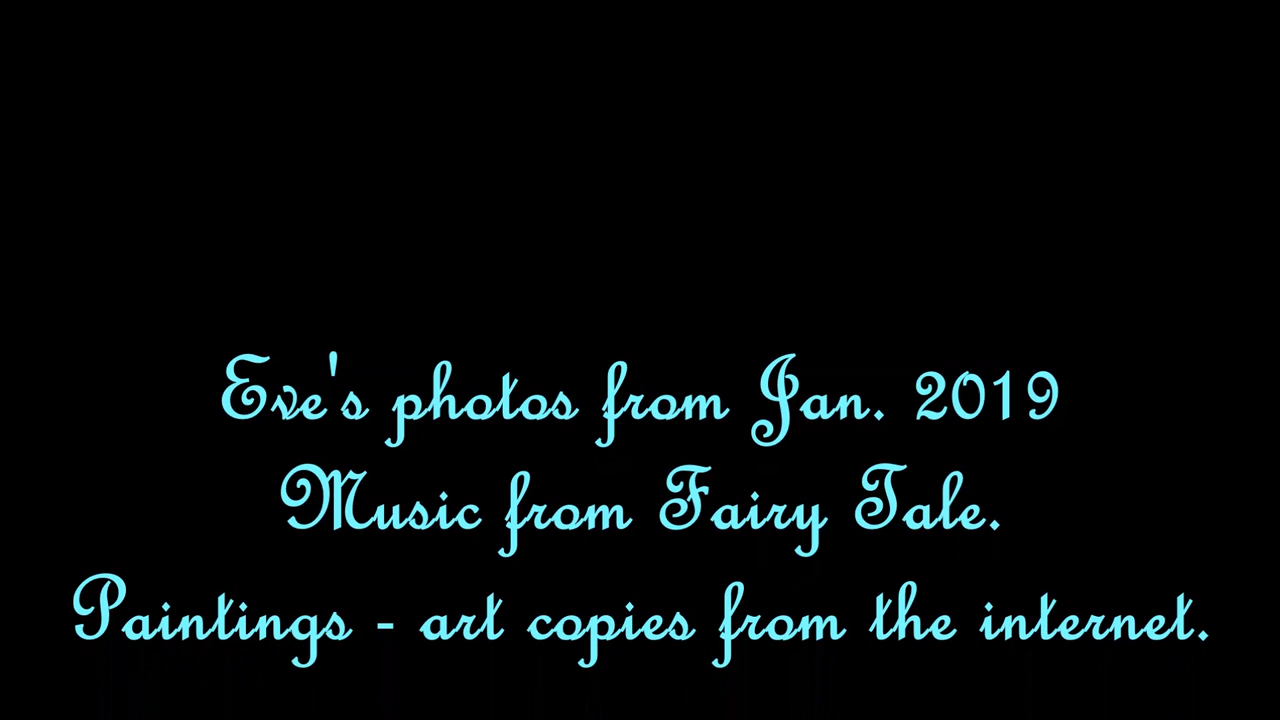 Eve's photos from Jan. 2019
Music from Fairy Tale.
Paintings - art copies from the internet.